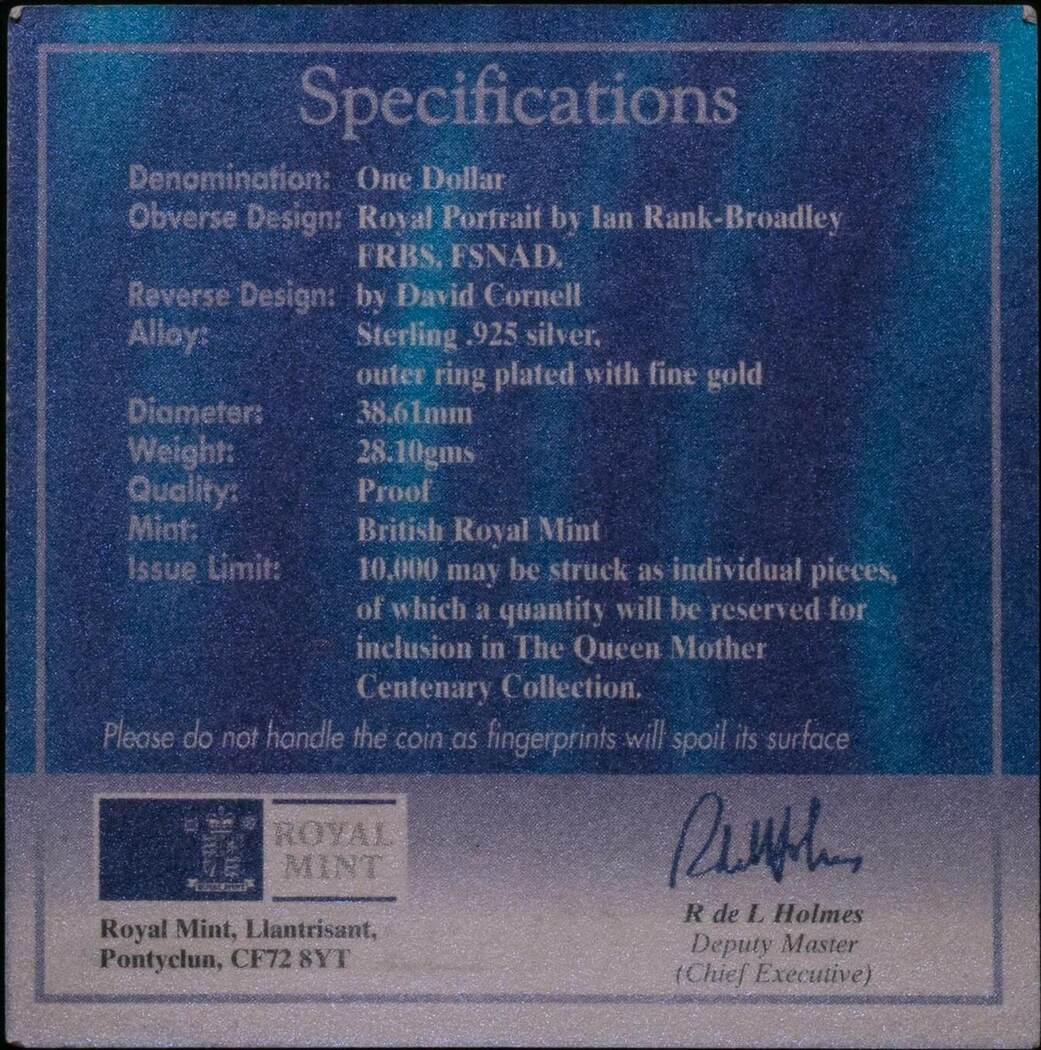 Specifications
Denomination: One Dollar
Obverse Design: Royal Portrait by Ian Rank-Broadley
FRBS, FSNAD.
Reverse Design: by David Cornell
Alloy: Sterling .925 silver,
outer ring plated with fine gold
Diameter: 38.61mm
Weight: 28.10gms
Quality: Proof
Mint: British Royal Mint
Issue Limit: 10,000 may be struck as individual pieces,
of which a quantity will be reserved for
inclusion in The Queen Mother
Centenary Collection.
Please do not handle the coin as fingerprints will spoil its surface
ROYAL
MINT
ROYAL MINT
Royal Mint, Llantrisant,
Pontyclun, CF72 8YT
R de L Holmes
Deputy Master
(Chief Executive)